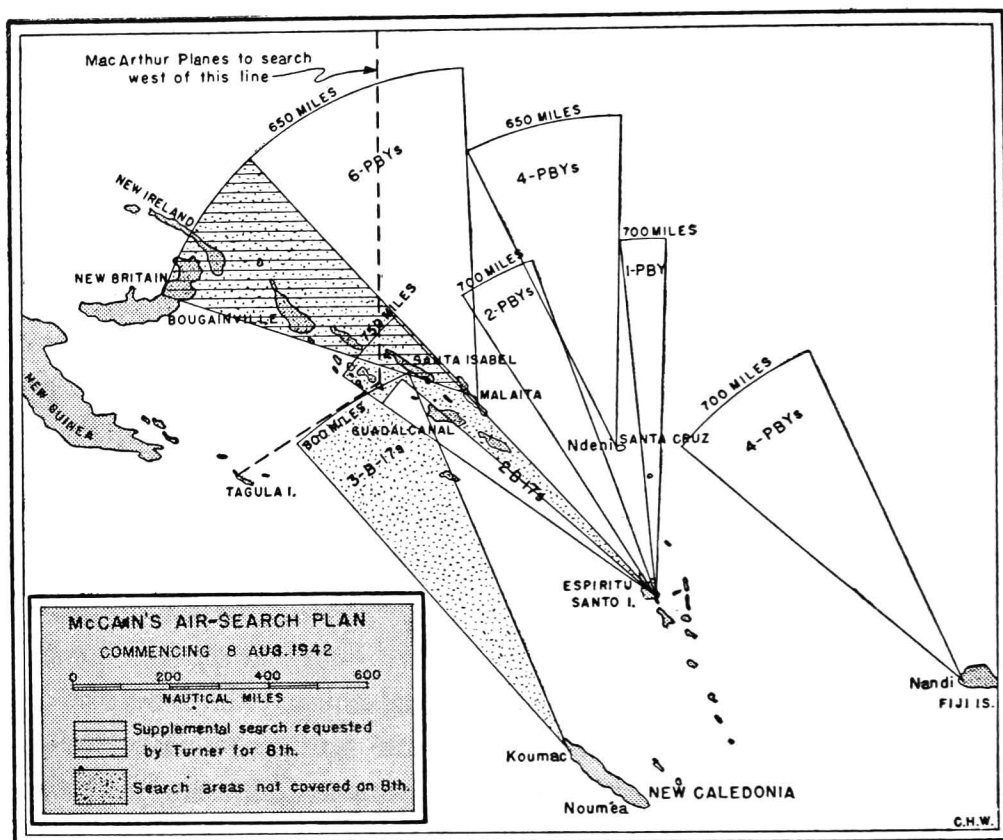 MacArthur Planes to search
west of this line
650 MILES
650 MILES
6-PBYs
4-PBYs
NEW IRELAND
700 MILES
1-PBY
NEW BRITAIN
700 MILES
2-PBYs
BOUGAINVILLE
750 MILES
SANTA ISABEL
700 MILES
MALAITA
NEW GUINEA
800 MILES
GUADALCANAL
Ndeni
SANTA CRUZ
4-PBYs
3-B-17s
2-B-17s
TAGULA I.
ESPIRITU
SANTO I.
McCAIN'S AIR-SEARCH PLAN
COMMENCING 8 AUG. 1942
0 200 400 600
NAUTICAL MILES
Supplemental search requested
by Turner for 8th.
Search areas not covered on 8th.
Nandi
FIJI IS.
Koumac
NEW CALEDONIA
Nouméa
C.H.W.